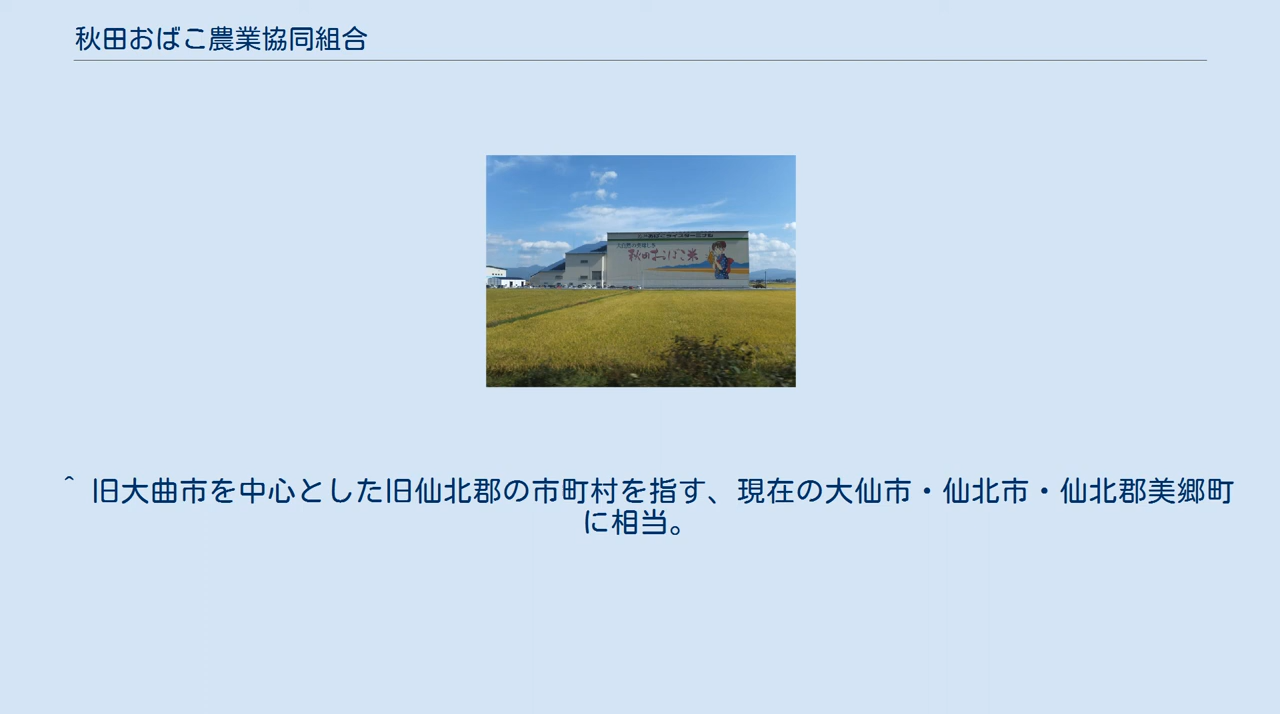 秋田おばこ農業協同組合
秋田おばこ米
^ 旧大曲市を中心とした旧仙北郡の市町村を指す、現在の大仙市・仙北市・仙北郡美郷町
に相当。